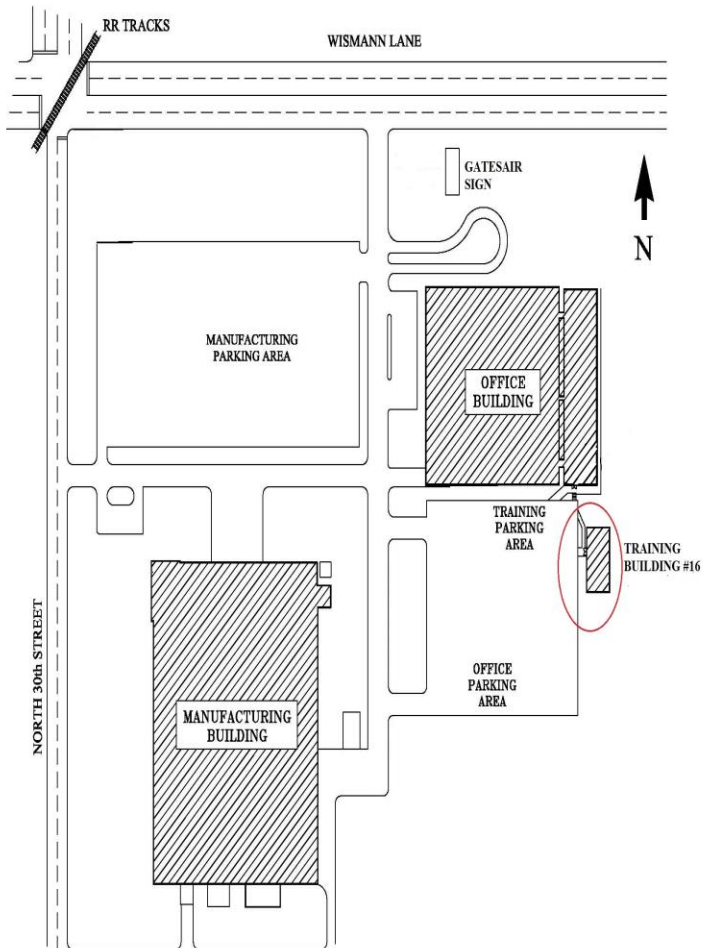 RR TRACKS
WISMANN LANE
GATESAIR
SIGN
N
MANUFACTURING
PARKING AREA
OFFICE
BUILDING
TRAINING
PARKING
AREA
TRAINING
BUILDING #16
NORTH 30th STREET
OFFICE
PARKING
AREA
MANUFACTURING
BUILDING